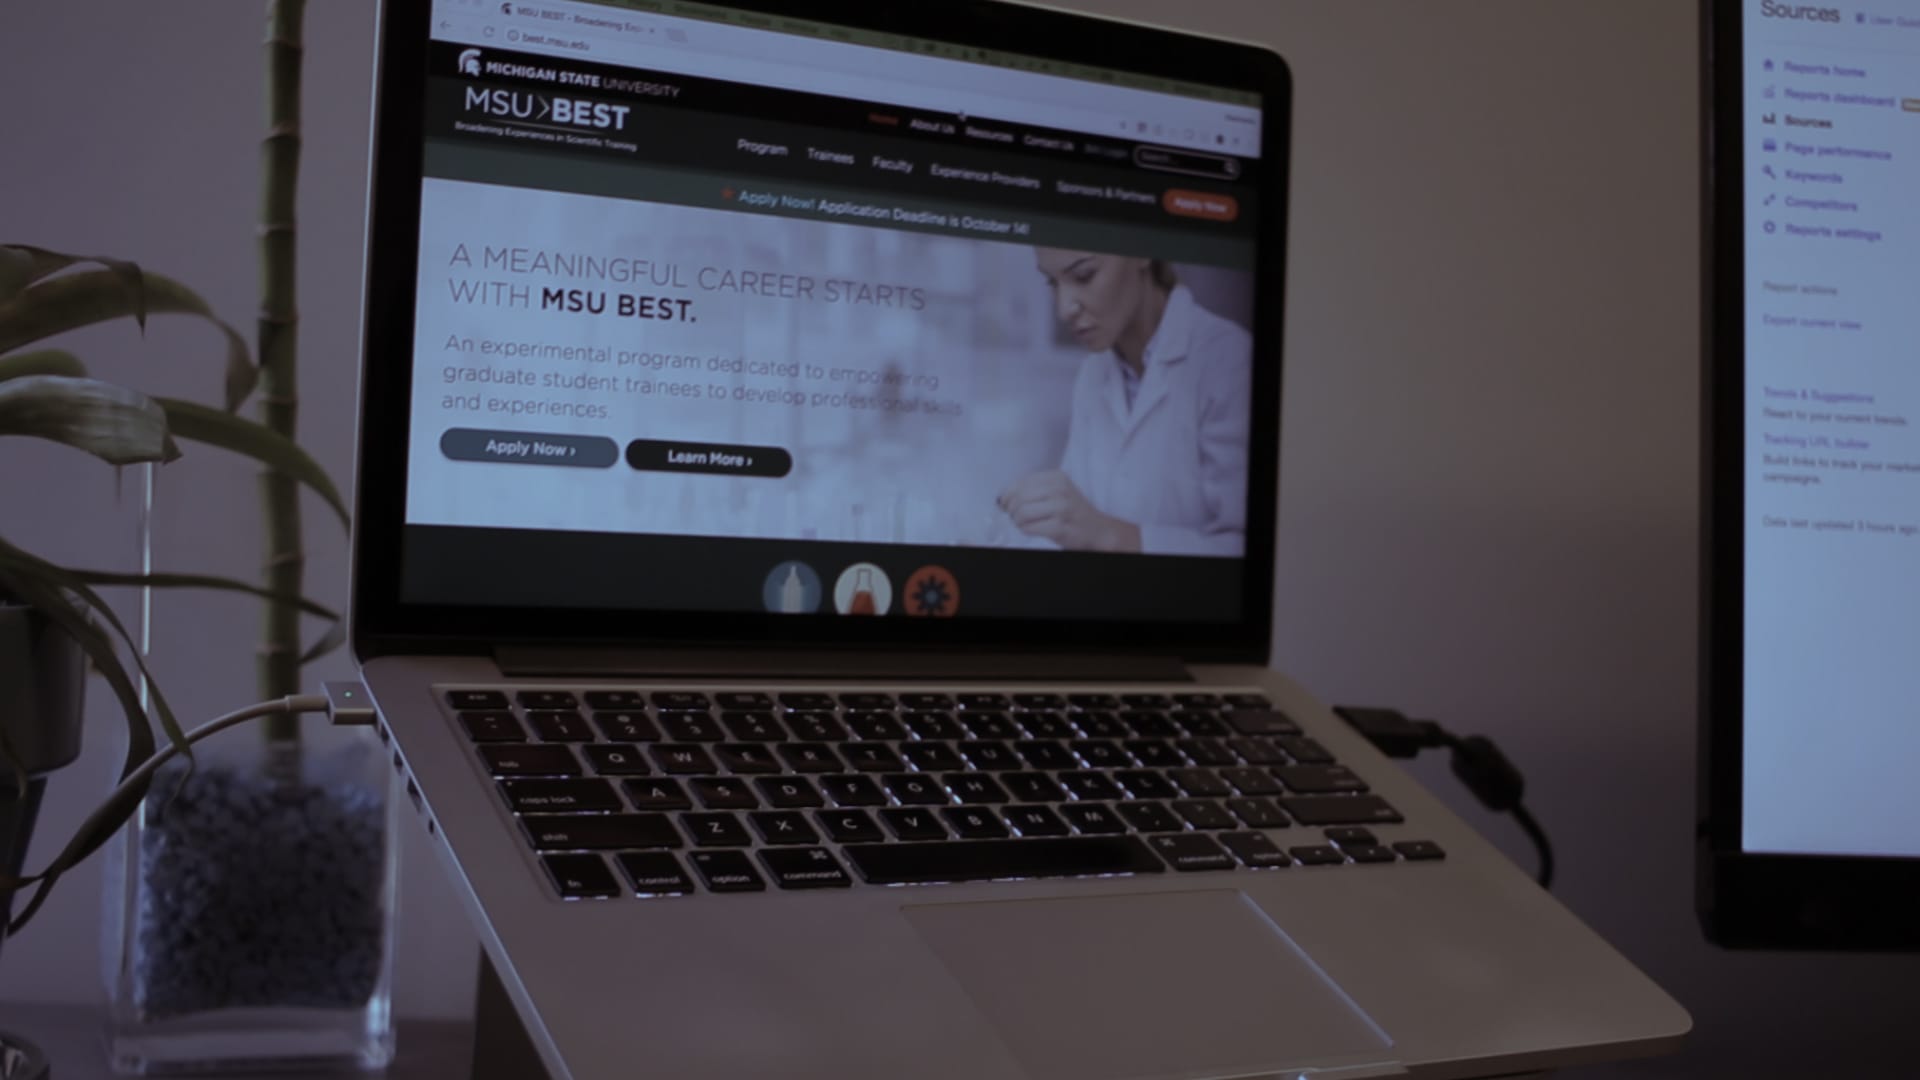 MSU BEST - Broadening Exp
best.msu.edu
MICHIGAN STATE UNIVERSITY
MSU>BEST
Broadening Experiences in Scientific Training
Home About Us Resources Contact Us
Search...
Program Trainees Faculty Experience Providers Sponsors & Partners Apply Now
Apply Now! Application Deadline is October 14!
A MEANINGFUL CAREER STARTS
WITH MSU BEST.
An experimental program dedicated to empowering
graduate student trainees to develop professional skills
and experiences.
Apply Now ›
Learn More ›
Sources
Reports home
Reports dashboard
Sources
Page performance
Keywords
Competitors
Reports settings
Report actions
Export current view
Trends & Suggestions
React to your current trends.
Tracking URL builder
Build links to track your
campaigns.
Data last updated 3 hours ago
tab Q W E R T Y U I O P
caps lock A S D F G H J K L
shift Z X C V B N M
fn control option command command option